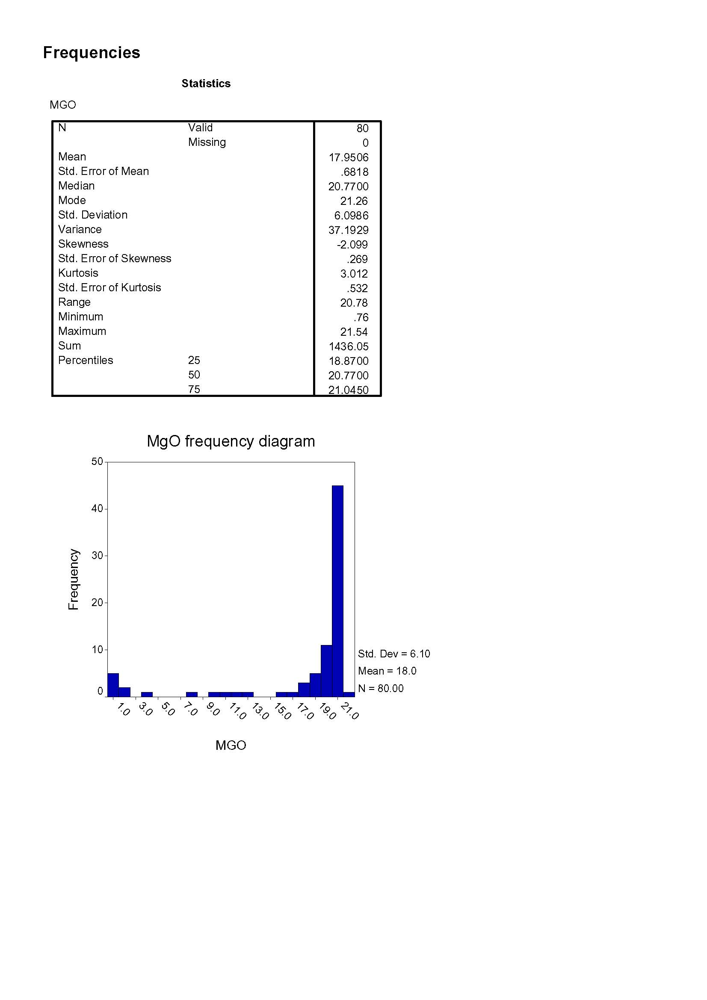 Frequencies
Statistics
MGO
N Valid 80
Missing 0
Mean 17.9506
Std. Error of Mean .6818
Median 20.7700
Mode 21.26
Std. Deviation 6.0986
Variance 37.1929
Skewness -2.099
Std. Error of Skewness .269
Kurtosis 3.012
Std. Error of Kurtosis .532
Range 20.78
Minimum .76
Maximum 21.54
Sum 1436.05
Percentiles 25 18.8700
50 20.7700
75 21.0450
MgO frequency diagram
50
40
30
20
10
0
Frequency
Std. Dev = 6.10
Mean = 18.0
N = 80.00
1.0 3.0 5.0 7.0 9.0 11.0 13.0 15.0 17.0 19.0 21.0
MGO